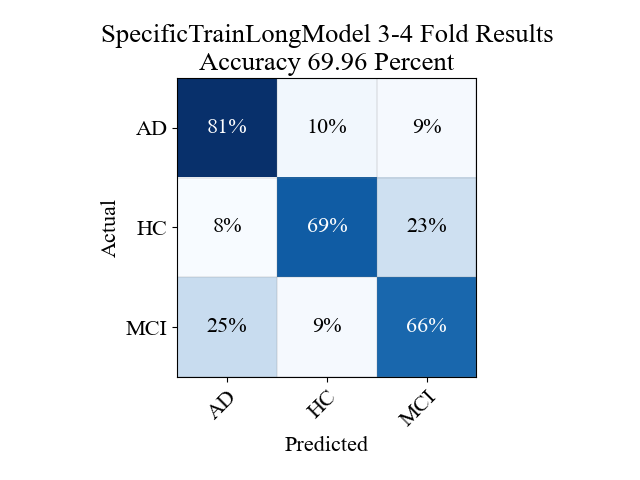 SpecificTrainLongModel 3-4 Fold Results
Accuracy 69.96 Percent
AD 81% 10% 9%
HC 8% 69% 23%
MCI 25% 9% 66%
Actual
AD HC MCI
Predicted